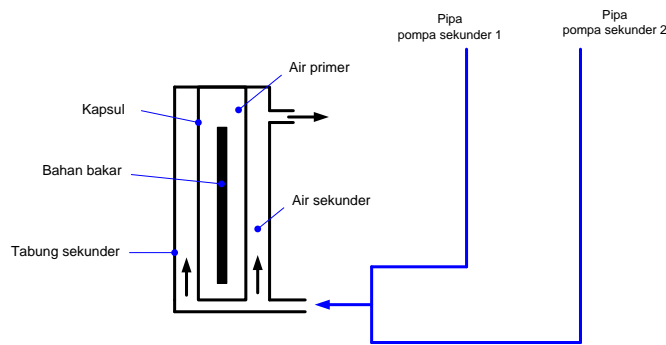 Pipa
pompa sekunder 1
Pipa
pompa sekunder 2
Air primer
Kapsul
Bahan bakar
Air sekunder
Tabung sekunder